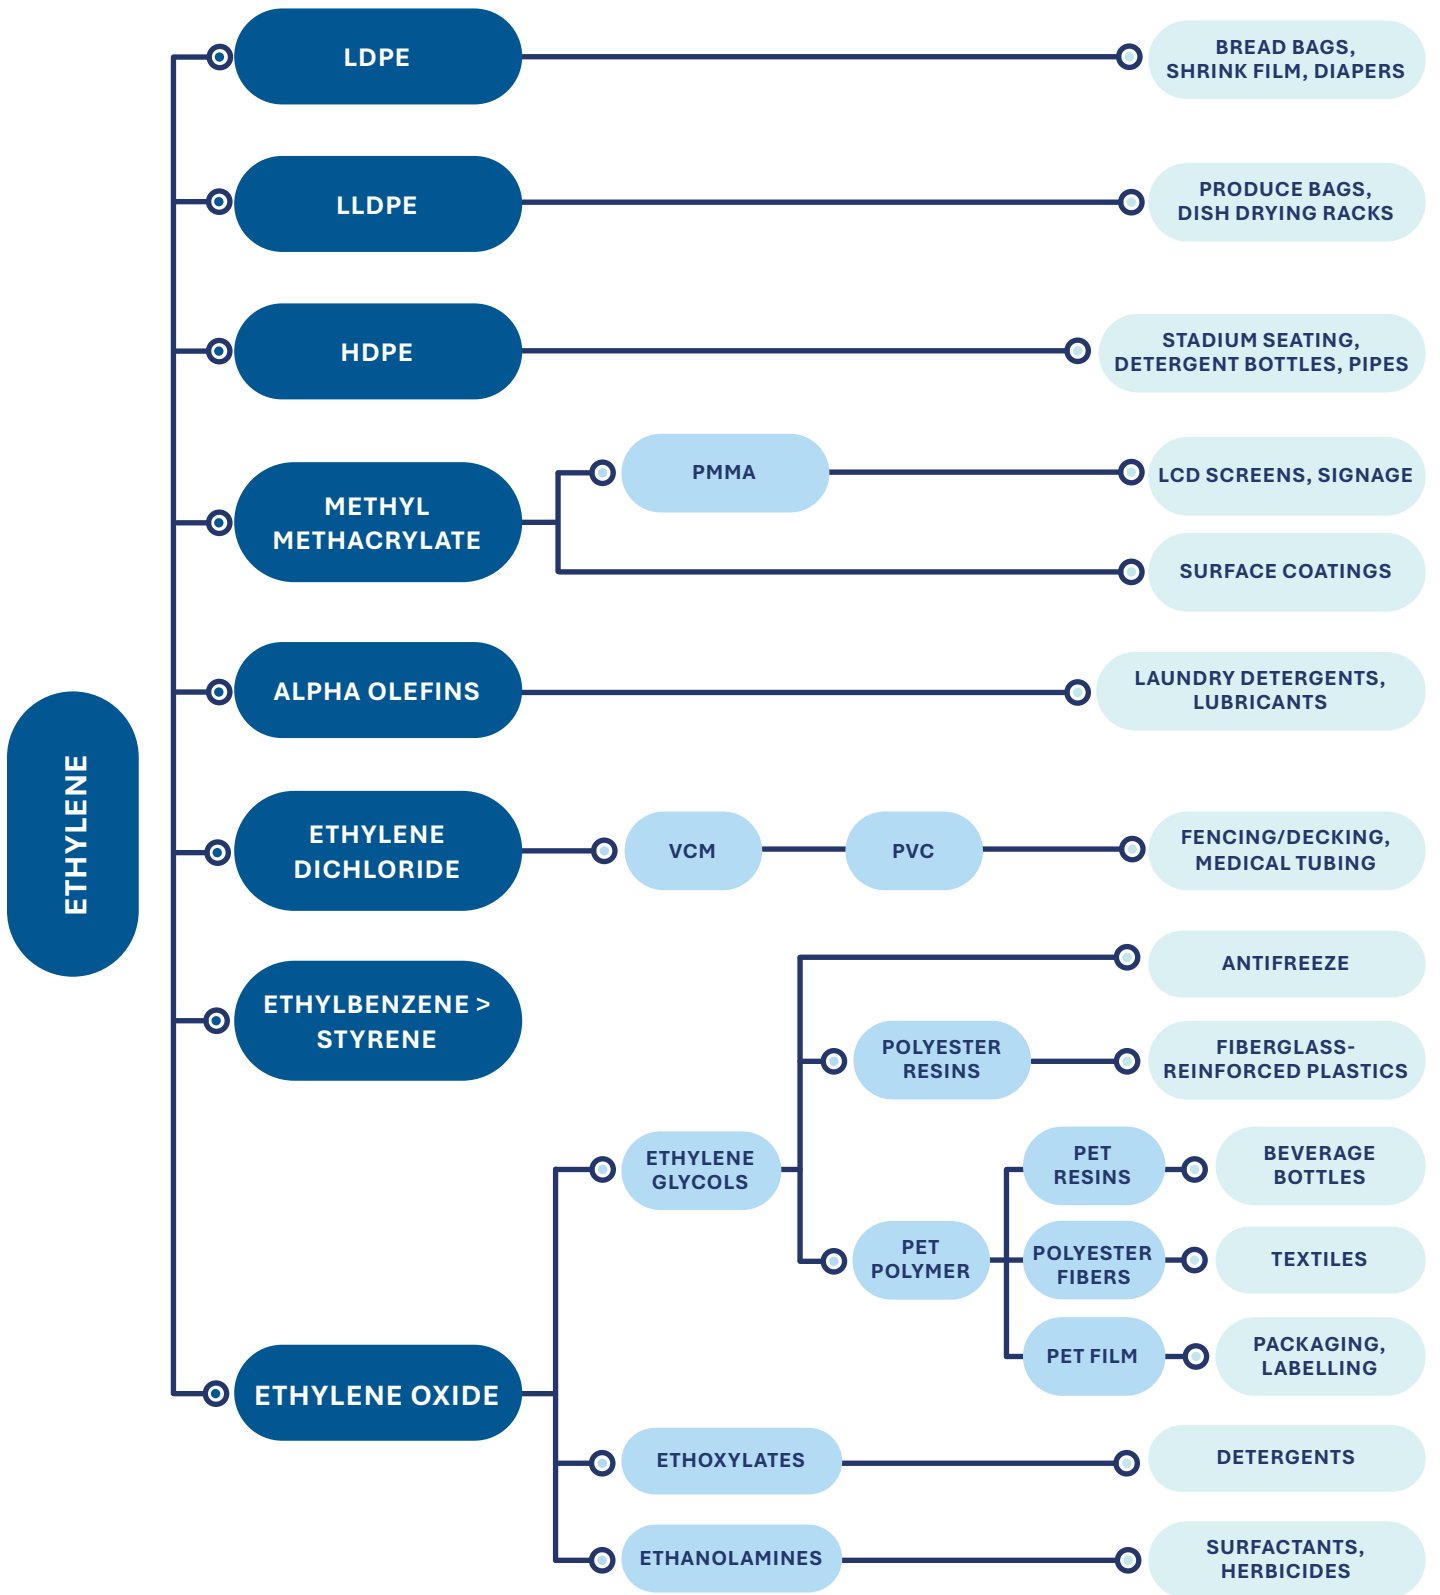 ETHYLENE
LDPE
BREAD BAGS,
SHRINK FILM, DIAPERS
LLDPE
PRODUCE BAGS,
DISH DRYING RACKS
HDPE
STADIUM SEATING,
DETERGENT BOTTLES, PIPES
METHYL
METHACRYLATE
PMMA
LCD SCREENS, SIGNAGE
SURFACE COATINGS
ALPHA OLEFINS
LAUNDRY DETERGENTS,
LUBRICANTS
ETHYLENE
DICHLORIDE
VCM
PVC
FENCING/DECKING,
MEDICAL TUBING
ETHYLBENZENE >
STYRENE
ETHYLENE OXIDE
ETHYLENE
GLYCOLS
ANTIFREEZE
POLYESTER
RESINS
FIBERGLASS-
REINFORCED PLASTICS
PET
POLYMER
PET
RESINS
BEVERAGE
BOTTLES
POLYESTER
FIBERS
TEXTILES
PET FILM
PACKAGING,
LABELLING
ETHOXYLATES
DETERGENTS
ETHANOLAMINES
SURFACTANTS,
HERBICIDES